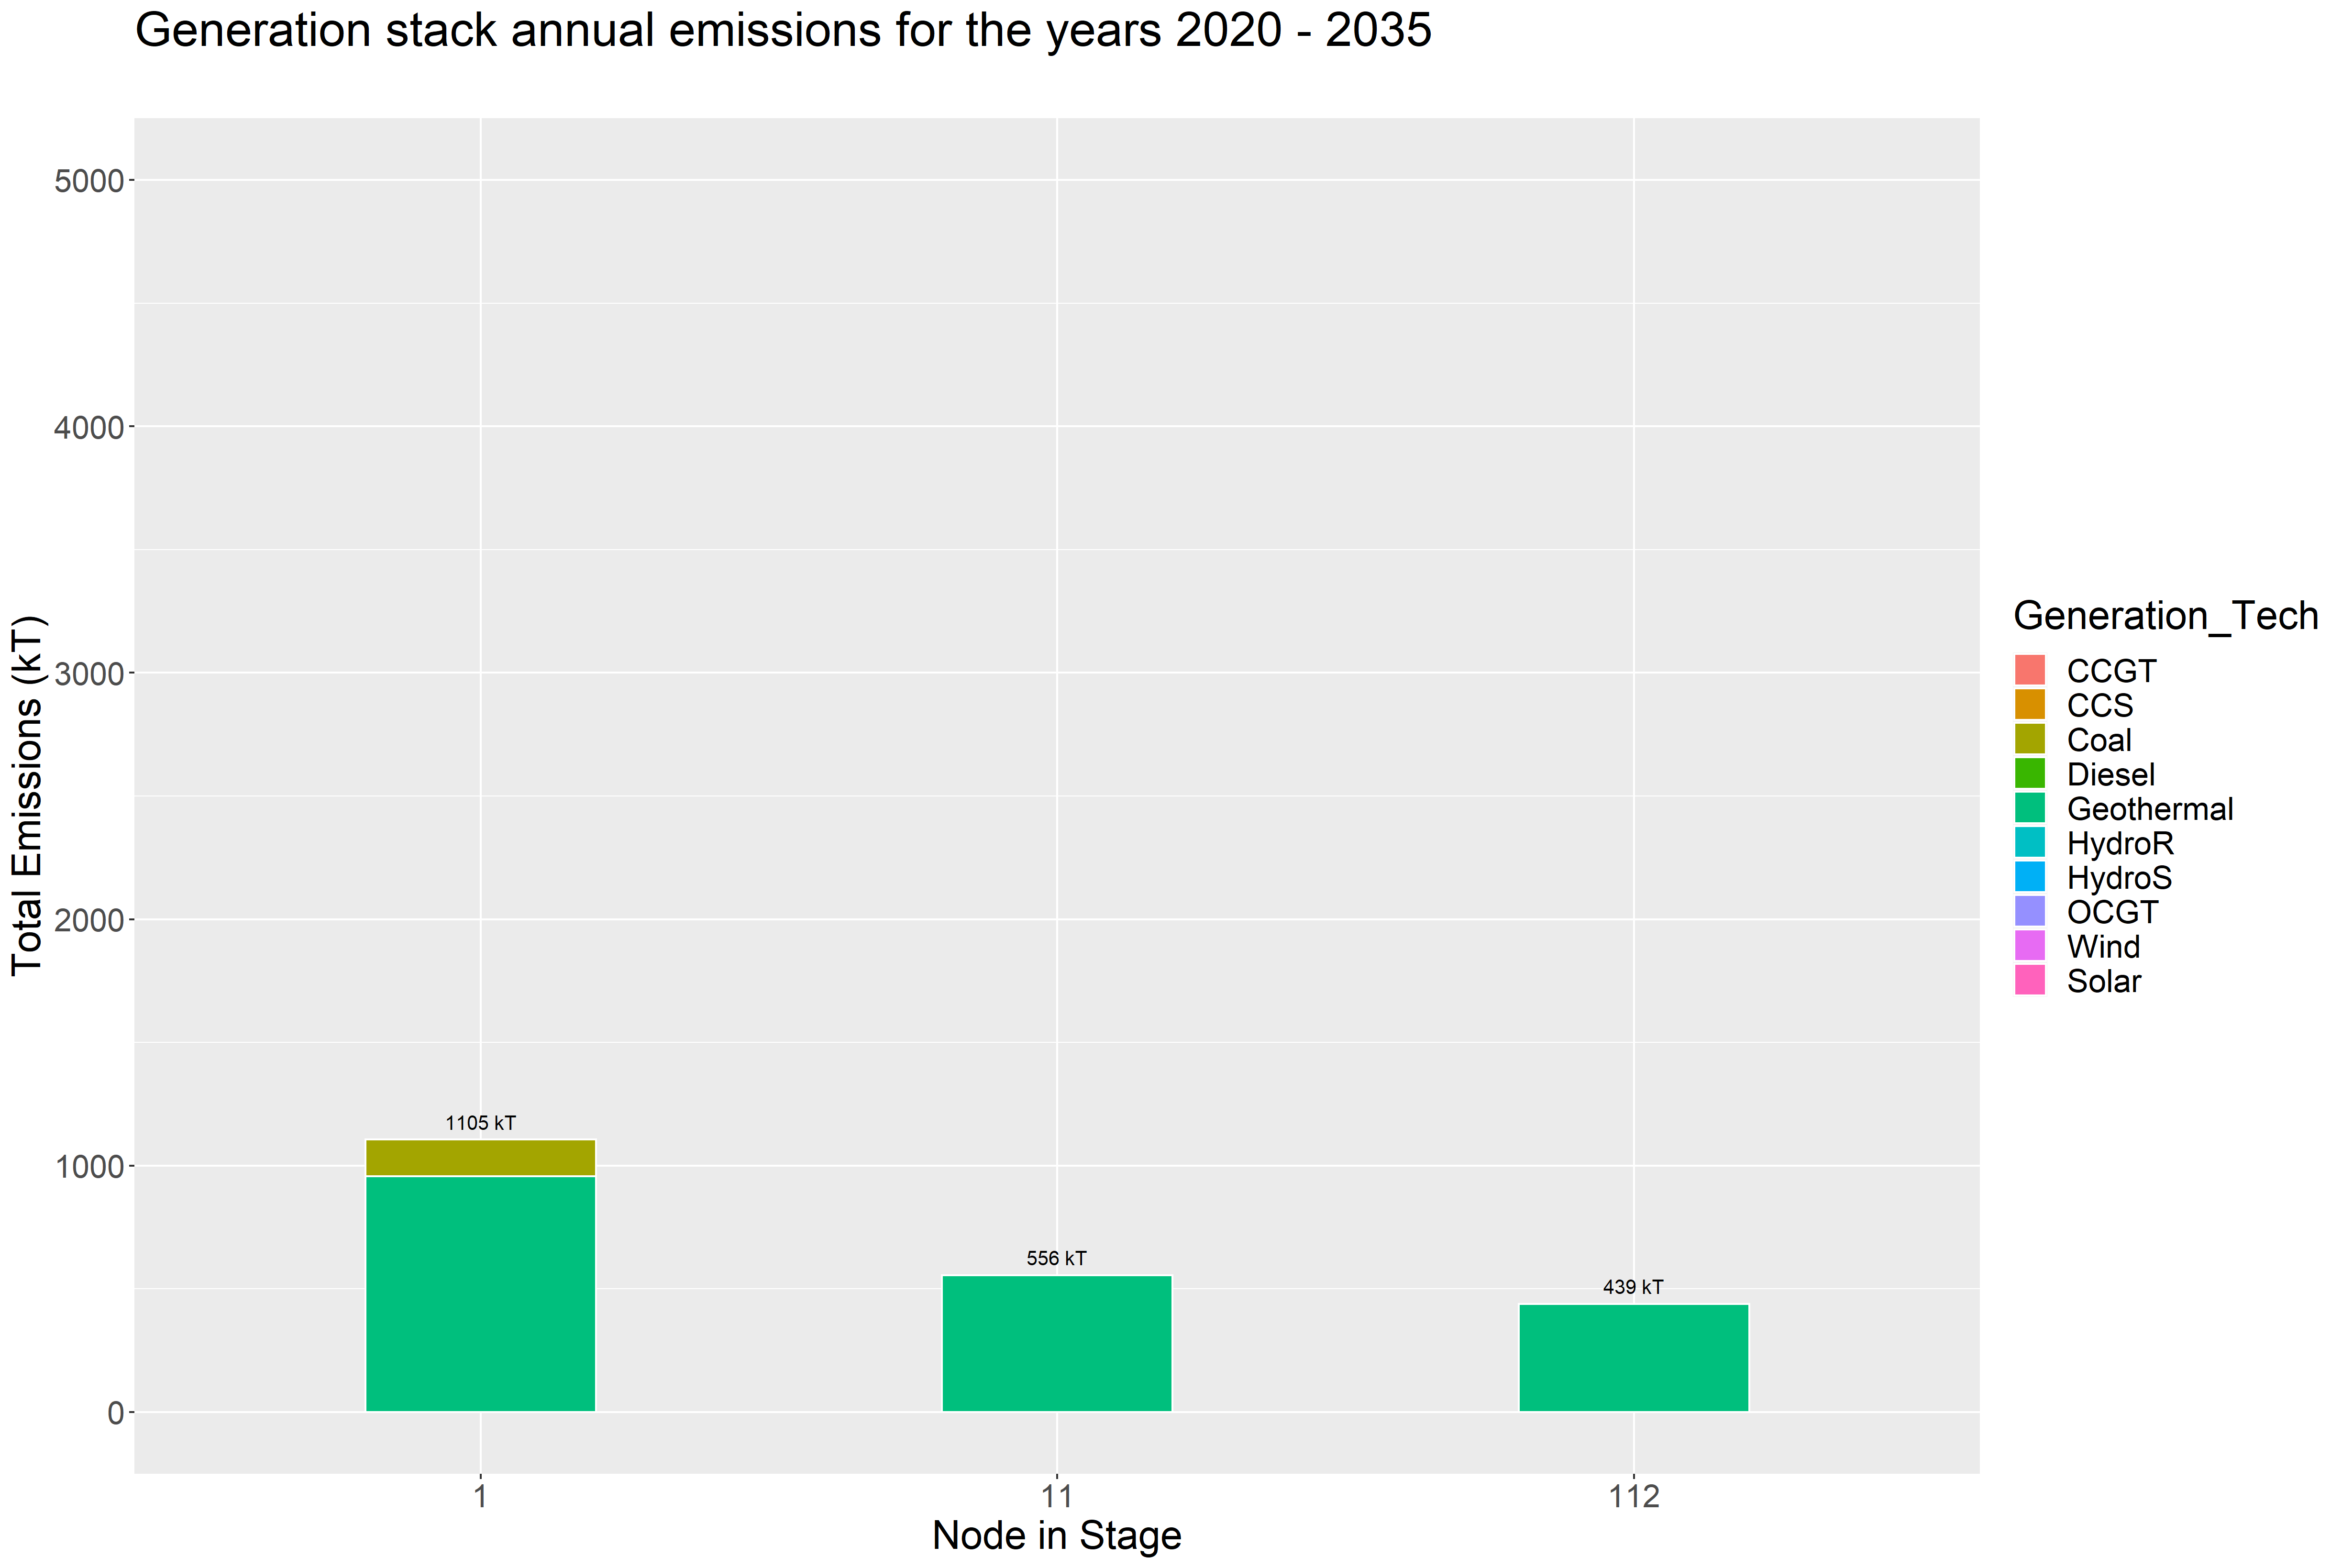 Generation stack annual emissions for the years 2020 - 2035
Total Emissions (kT)
5000
4000
3000
2000
1000
0
1105 kT
556 kT
439 kT
1
11
112
Node in Stage
Generation_Tech
CCGT
CCS
Coal
Diesel
Geothermal
HydroR
HydroS
OCGT
Wind
Solar